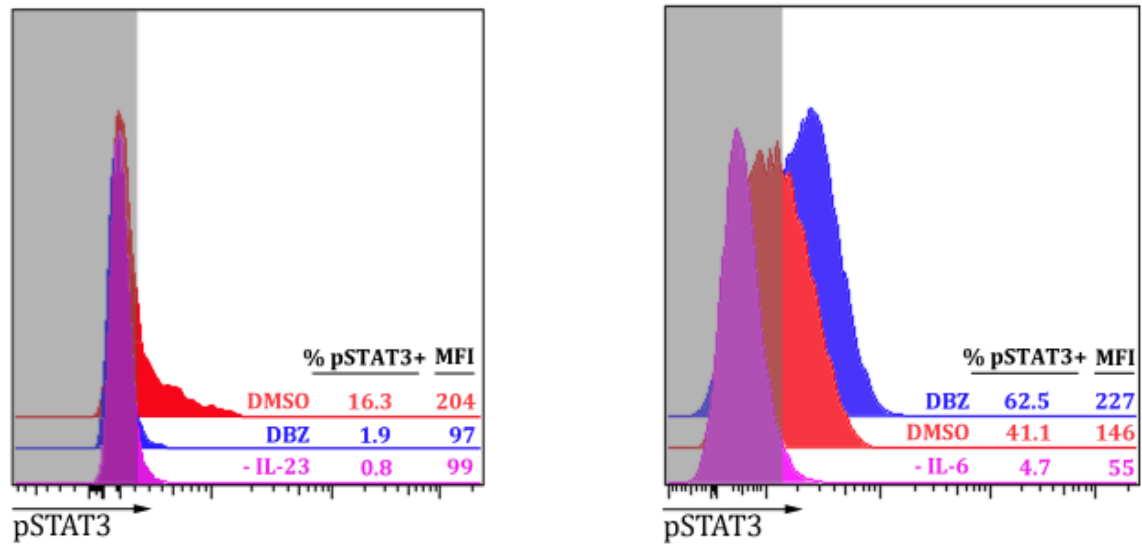 % pSTAT3+ MFI
DMSO 16.3 204
DBZ 1.9 97
- IL-23 0.8 99
pSTAT3
% pSTAT3+ MFI
DBZ 62.5 227
DMSO 41.1 146
- IL-6 4.7 55
pSTAT3